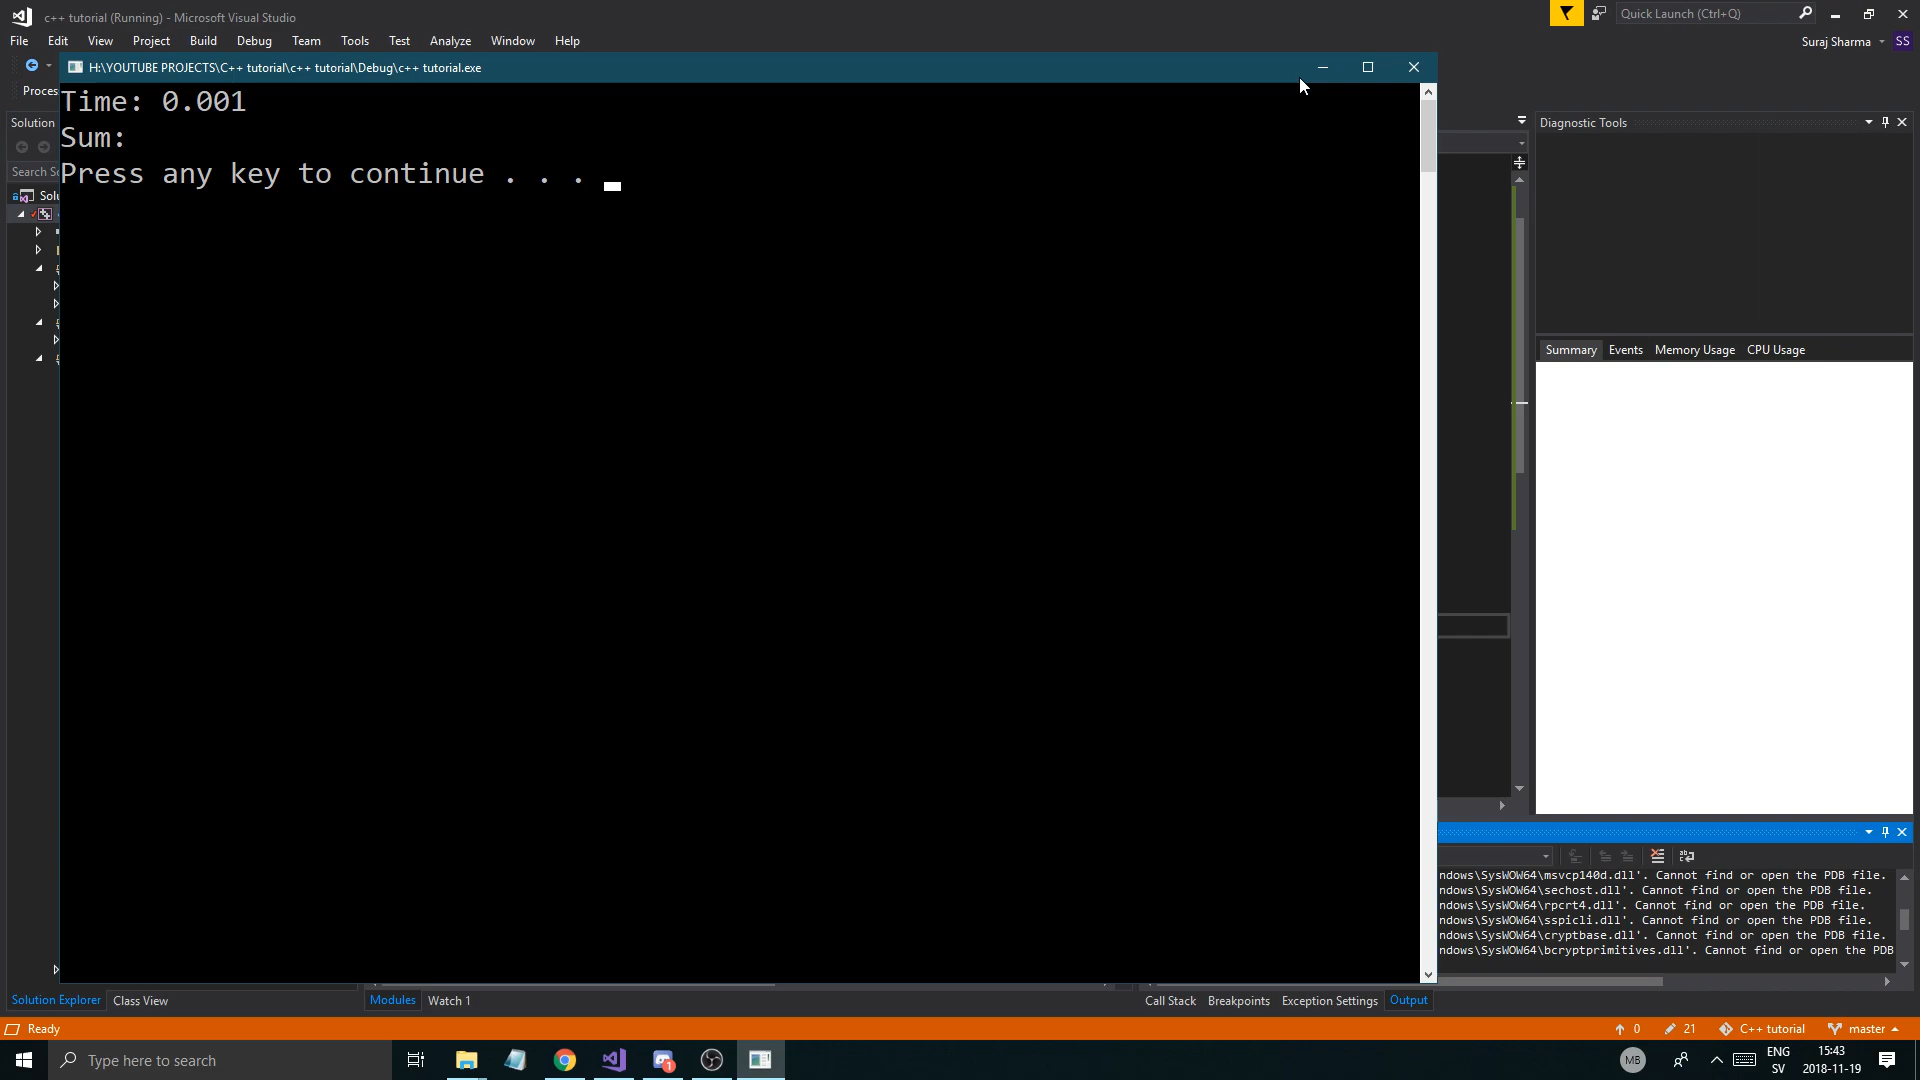 c++ tutorial (Running) - Microsoft Visual Studio
Quick Launch (Ctrl+Q)
File Edit View Project Build Debug Team Tools Test Analyze Window Help
Suraj Sharma
SS
H:\YOUTUBE PROJECTS\C++ tutorial\c++ tutorial\Debug\c++ tutorial.exe
Proces
Time: 0.001
Sum:
Press any key to continue . . .
Solution
Search So
Solu
Diagnostic Tools
Summary Events Memory Usage CPU Usage
ndows\SysWOW64\msvcp140d.dll'. Cannot find or open the PDB file.
ndows\SysWOW64\sechost.dll'. Cannot find or open the PDB file.
ndows\SysWOW64\rpcrt4.dll'. Cannot find or open the PDB file.
ndows\SysWOW64\sspicli.dll'. Cannot find or open the PDB file.
ndows\SysWOW64\cryptbase.dll'. Cannot find or open the PDB file.
ndows\SysWOW64\bcryptprimitives.dll'. Cannot find or open the PDB
Solution Explorer Class View
Modules Watch 1
Call Stack Breakpoints Exception Settings Output
Ready
0 21 C++ tutorial master
Type here to search
1
MB
ENG
SV
15:43
2018-11-19